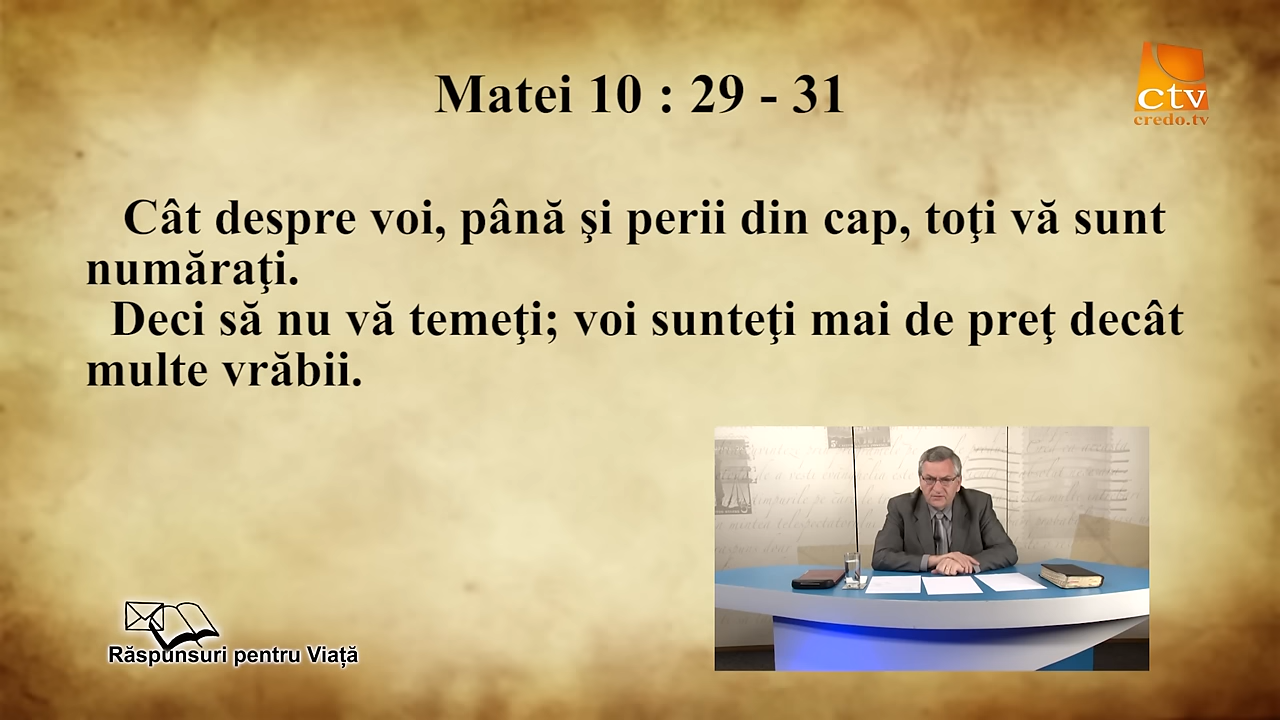 Matei 10 : 29 - 31
ctv
credo.tv
Cât despre voi, până şi perii din cap, toţi vă sunt
număraţi.
Deci să nu vă temeţi; voi sunteţi mai de preţ decât
multe vrăbii.
Răspunsuri pentru Viață